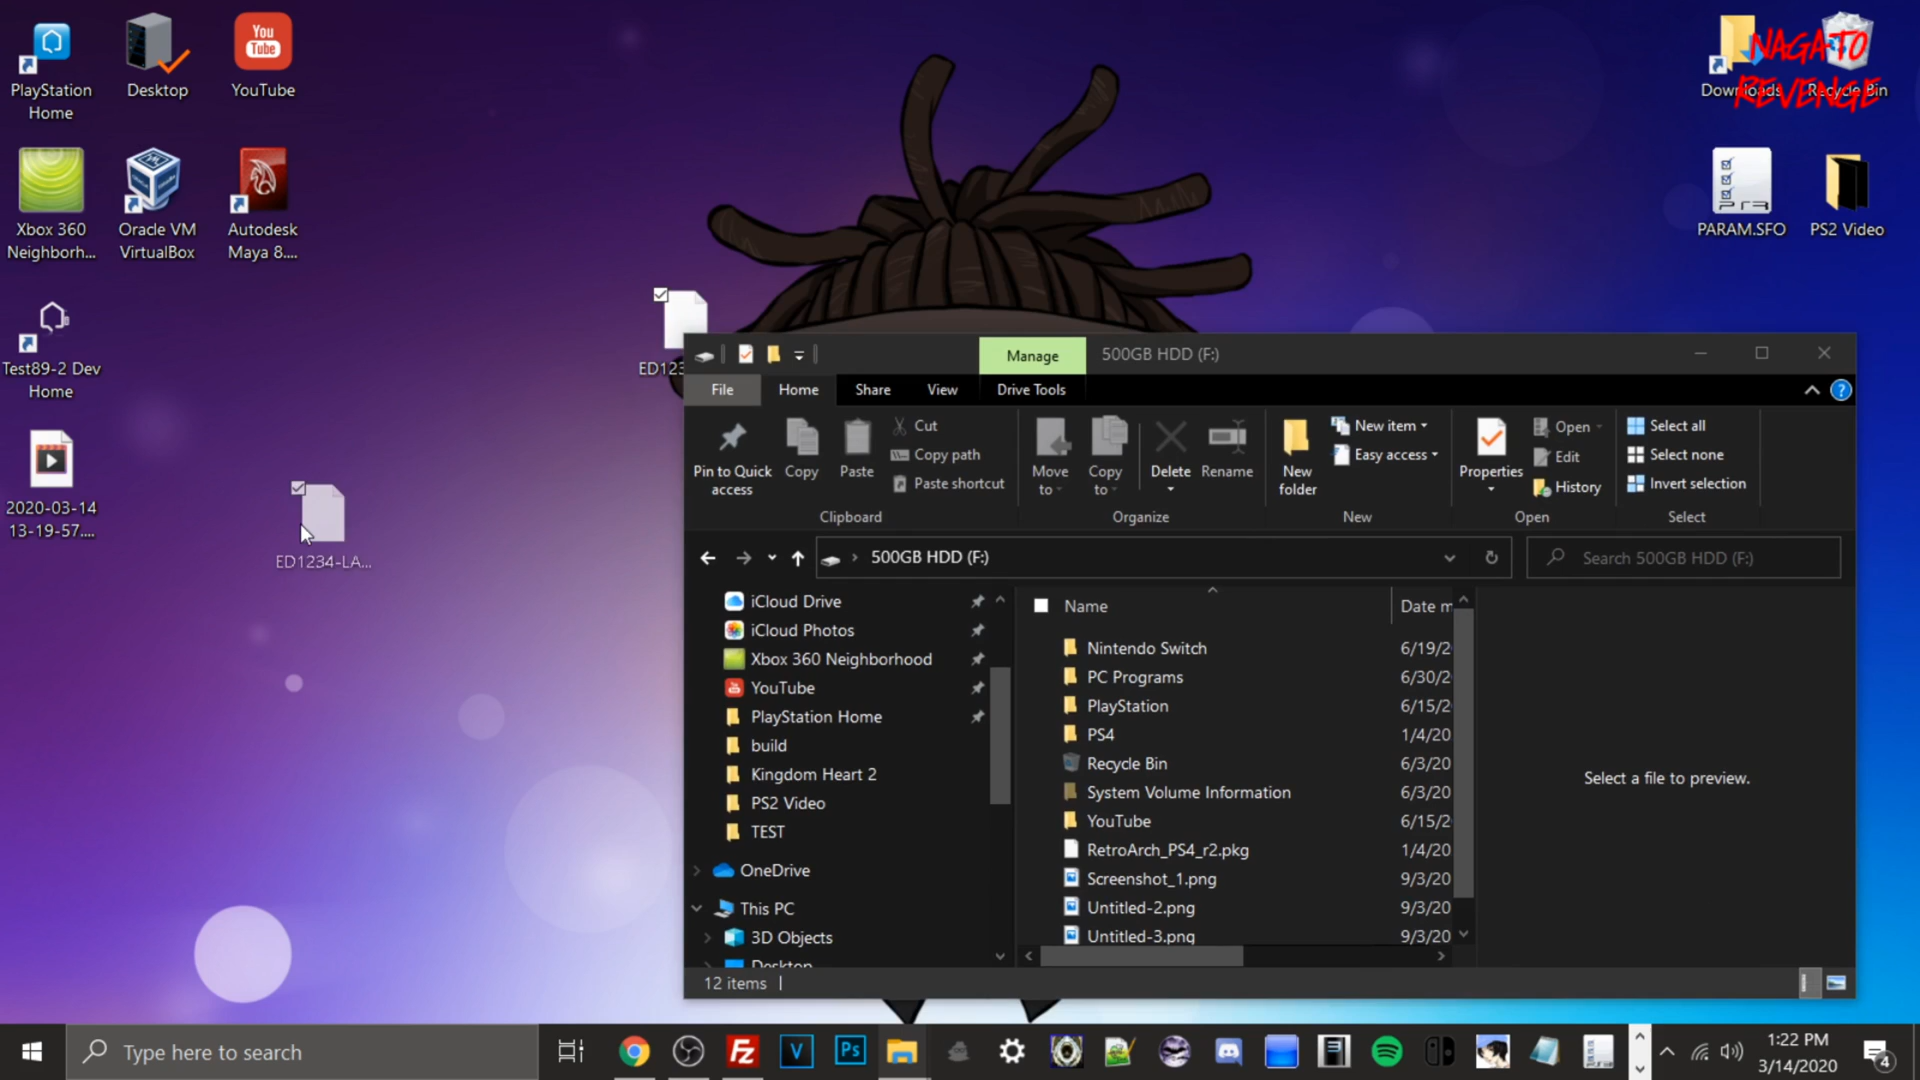 You
Tube
PlayStation
Home
Desktop
YouTube
Xbox 360
Neighborh...
Oracle VM
VirtualBox
Autodesk
Maya 8....
Test89-2 Dev
Home
2020-03-14
13-19-57....
ED1234-LA...
ED123
Downloads
Recycle Bin
NAGATO
REVENGE
PS3
PARAM.SFO
PS2 Video
Manage
500GB HDD (F:)
File
Home
Share
View
Drive Tools
Pin to Quick
access
Copy
Paste
Cut
Copy path
Paste shortcut
Clipboard
Move
to
Copy
to
Delete
Rename
Organize
New
folder
New item
Easy access
New
Properties
Open
Edit
History
Open
Select all
Select none
Invert selection
Select
500GB HDD (F:)
Search 500GB HDD (F:)
iCloud Drive
iCloud Photos
Xbox 360 Neighborhood
YouTube
PlayStation Home
build
Kingdom Heart 2
PS2 Video
TEST
OneDrive
This PC
3D Objects
Desktop
Name
Date m
Nintendo Switch
6/19/2
PC Programs
6/30/2
PlayStation
6/15/2
PS4
1/4/20
Recycle Bin
6/3/20
System Volume Information
6/3/20
YouTube
6/15/2
RetroArch_PS4_r2.pkg
1/4/20
Screenshot_1.png
9/3/20
Untitled-2.png
9/3/20
Untitled-3.png
9/3/20
Select a file to preview.
12 items
Type here to search
Fz
V
Ps
1:22 PM
3/14/2020
4